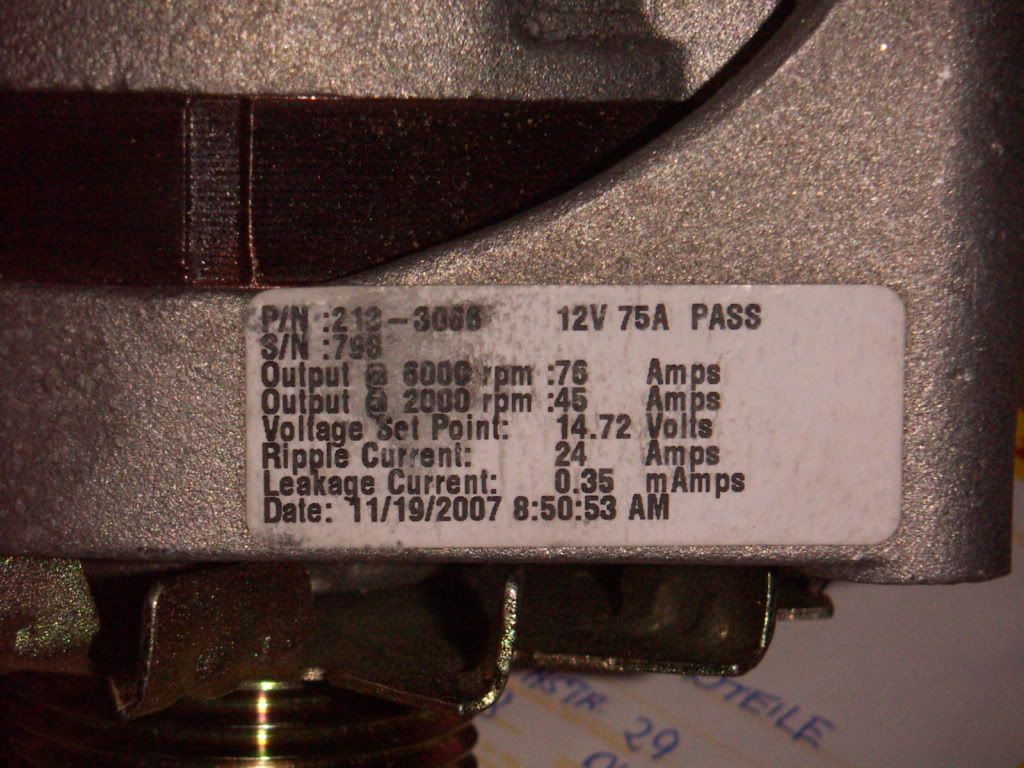 P/N :213-3068 12V 75A PASS
S/N :798
Output @ 6000 rpm :76 Amps
Output @ 2000 rpm :45 Amps
Voltage Set Point: 14.72 Volts
Ripple Current: 24 Amps
Leakage Current: 0.35 mAmps
Date: 11/19/2007 8:50:53 AM
29